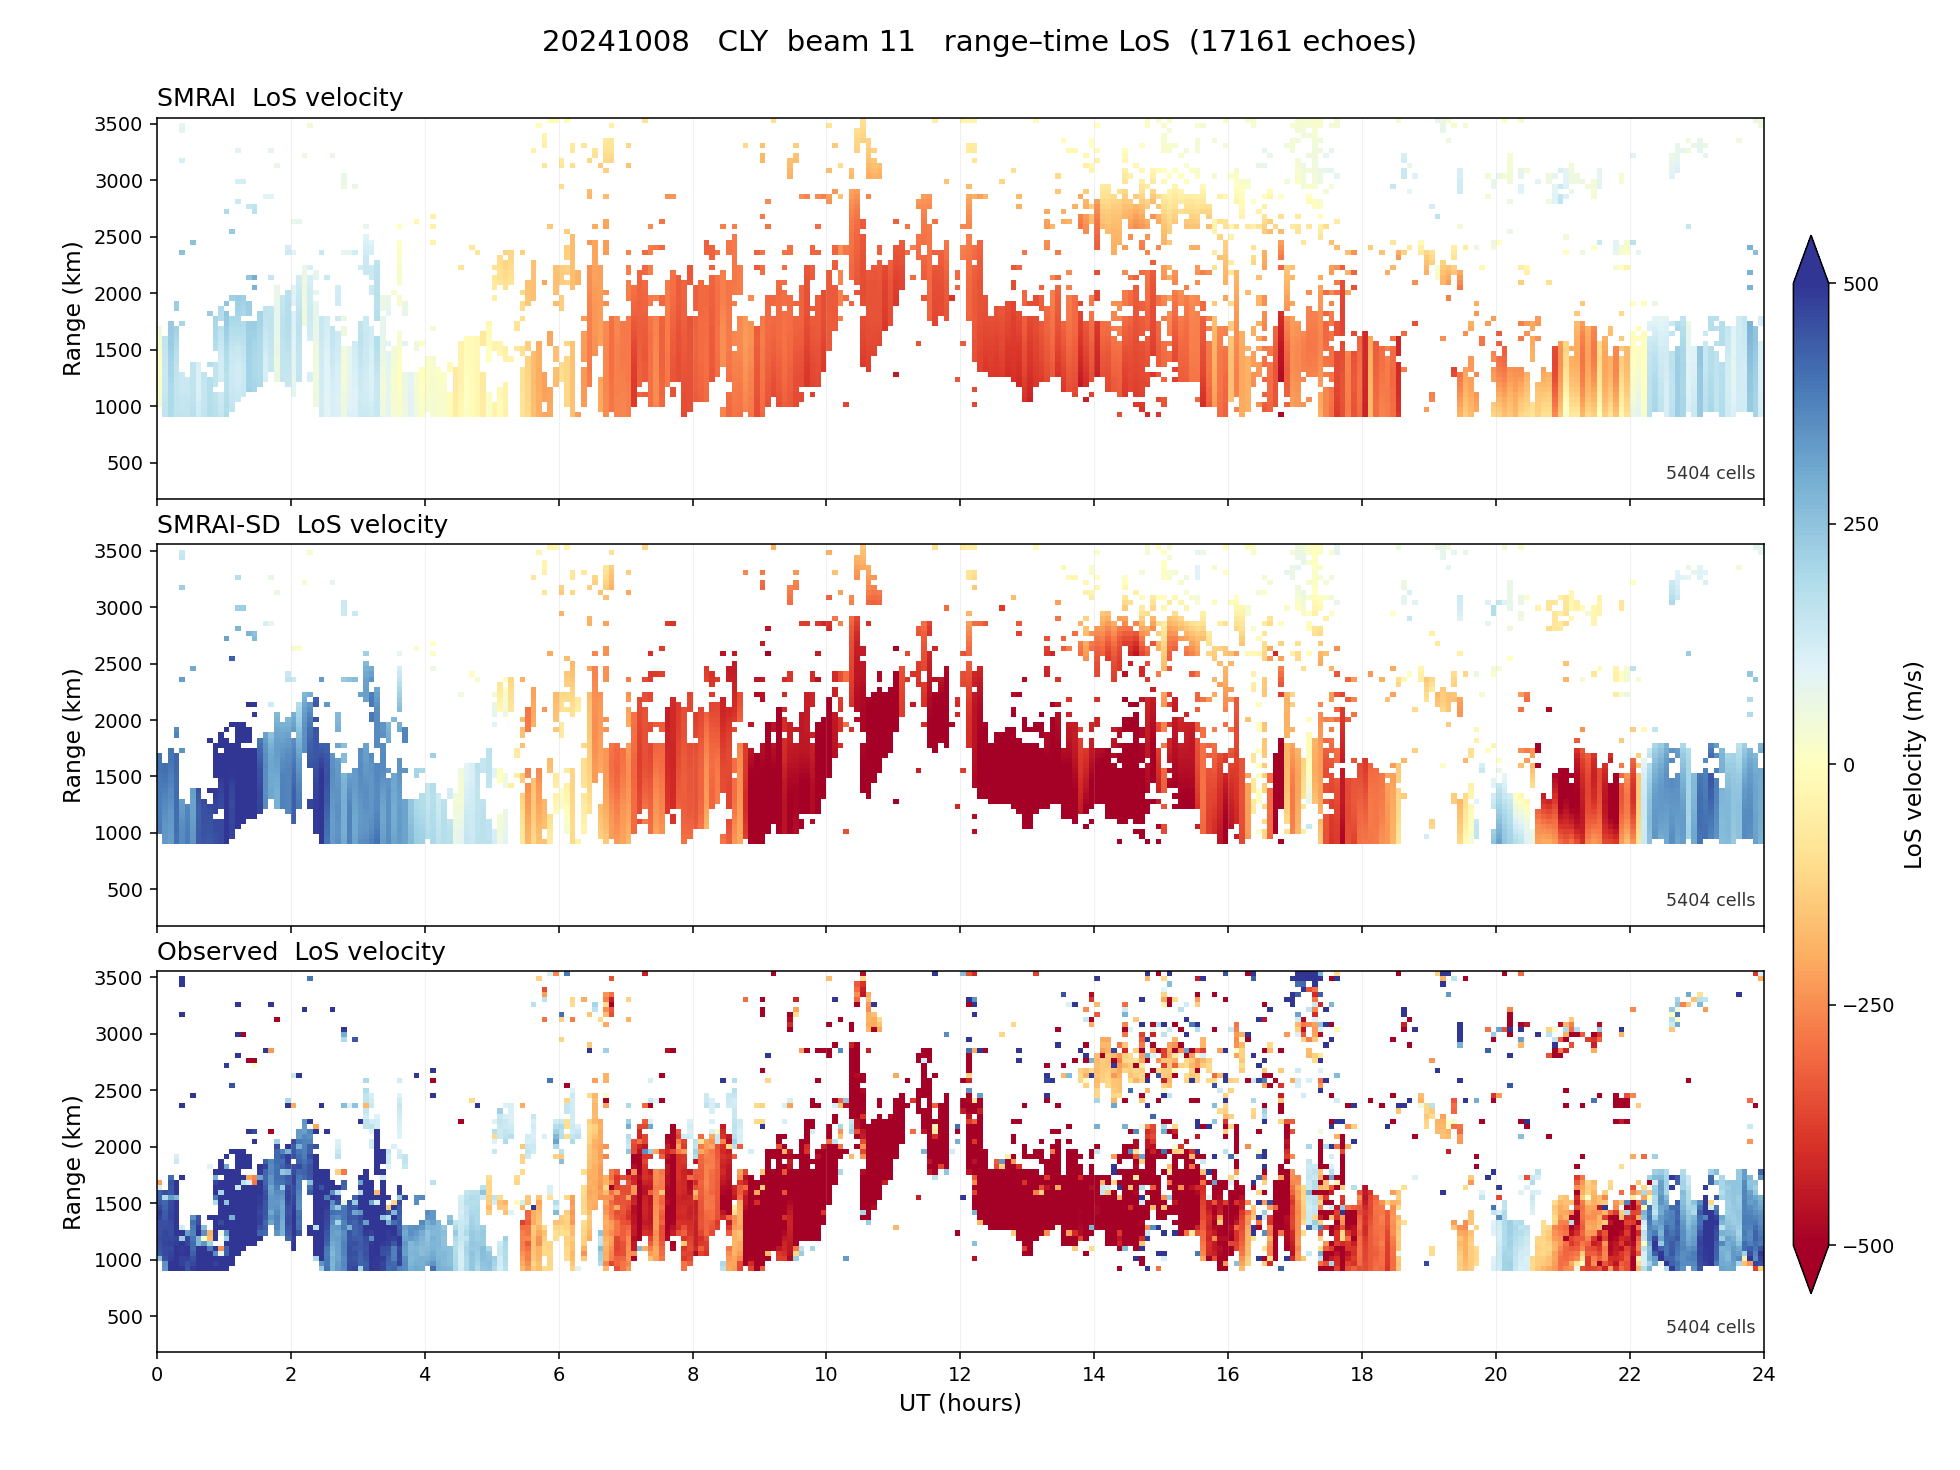 20241008 CLY beam 11 range–time LoS (17161 echoes)
SMRAI LoS velocity
3500
3000
2500
2000
1500
1000
500
Range (km)
5404 cells
SMRAI-SD LoS velocity
3500
3000
2500
2000
1500
1000
500
Range (km)
5404 cells
Observed LoS velocity
3500
3000
2500
2000
1500
1000
500
Range (km)
5404 cells
0 2 4 6 8 10 12 14 16 18 20 22 24
UT (hours)
500
250
0
−250
−500
LoS velocity (m/s)